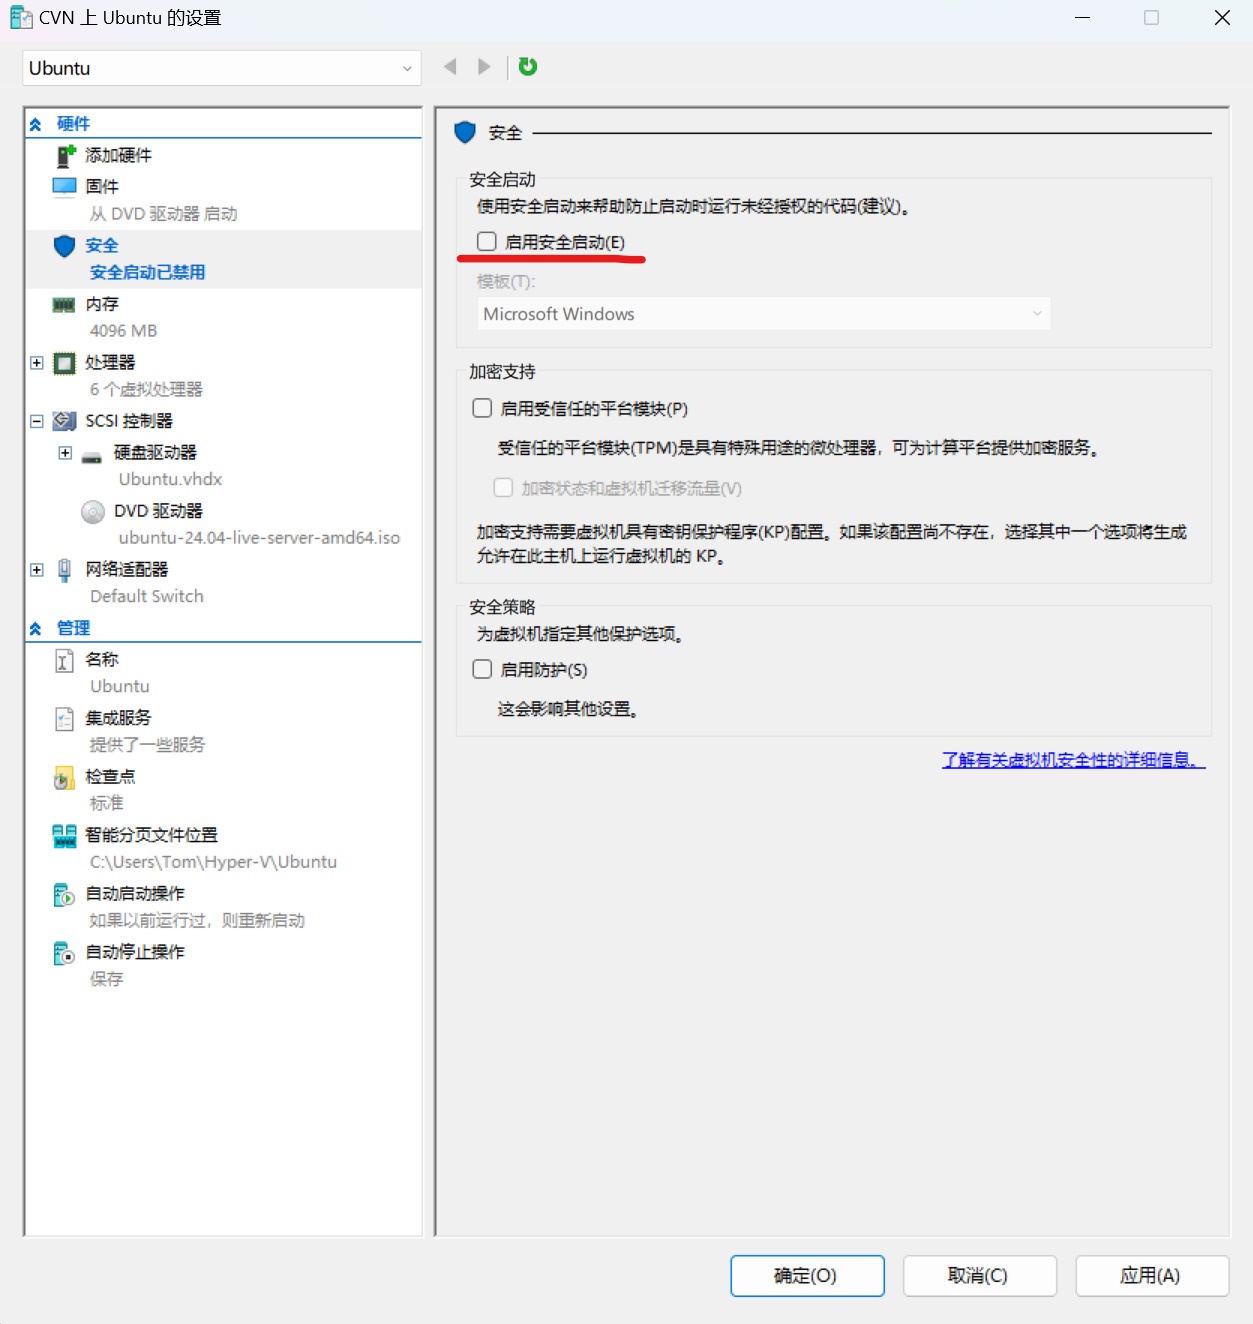 CVN 上 Ubuntu 的设置
Ubuntu
硬件
添加硬件
固件
从 DVD 驱动器 启动
安全
安全启动已禁用
内存
4096 MB
处理器
6 个虚拟处理器
SCSI 控制器
硬盘驱动器
Ubuntu.vhdx
DVD 驱动器
ubuntu-24.04-live-server-amd64.iso
网络适配器
Default Switch
管理
名称
Ubuntu
集成服务
提供了一些服务
检查点
标准
智能分页文件位置
C:\Users\Tom\Hyper-V\Ubuntu
自动启动操作
如果以前运行过，则重新启动
自动停止操作
保存
安全
安全启动
使用安全启动来帮助防止启动时运行未经授权的代码(建议)。
启用安全启动(E)
模板(T):
Microsoft Windows
加密支持
启用受信任的平台模块(P)
受信任的平台模块(TPM)是具有特殊用途的微处理器，可为计算平台提供加密服务。
加密状态和虚拟机迁移流量(V)
加密支持需要虚拟机具有密钥保护程序(KP)配置。如果该配置尚不存在，选择其中一个选项将生成
允许在此主机上运行虚拟机的 KP。
安全策略
为虚拟机指定其他保护选项。
启用防护(S)
这会影响其他设置。
了解有关虚拟机安全性的详细信息。
确定(O)
取消(C)
应用(A)